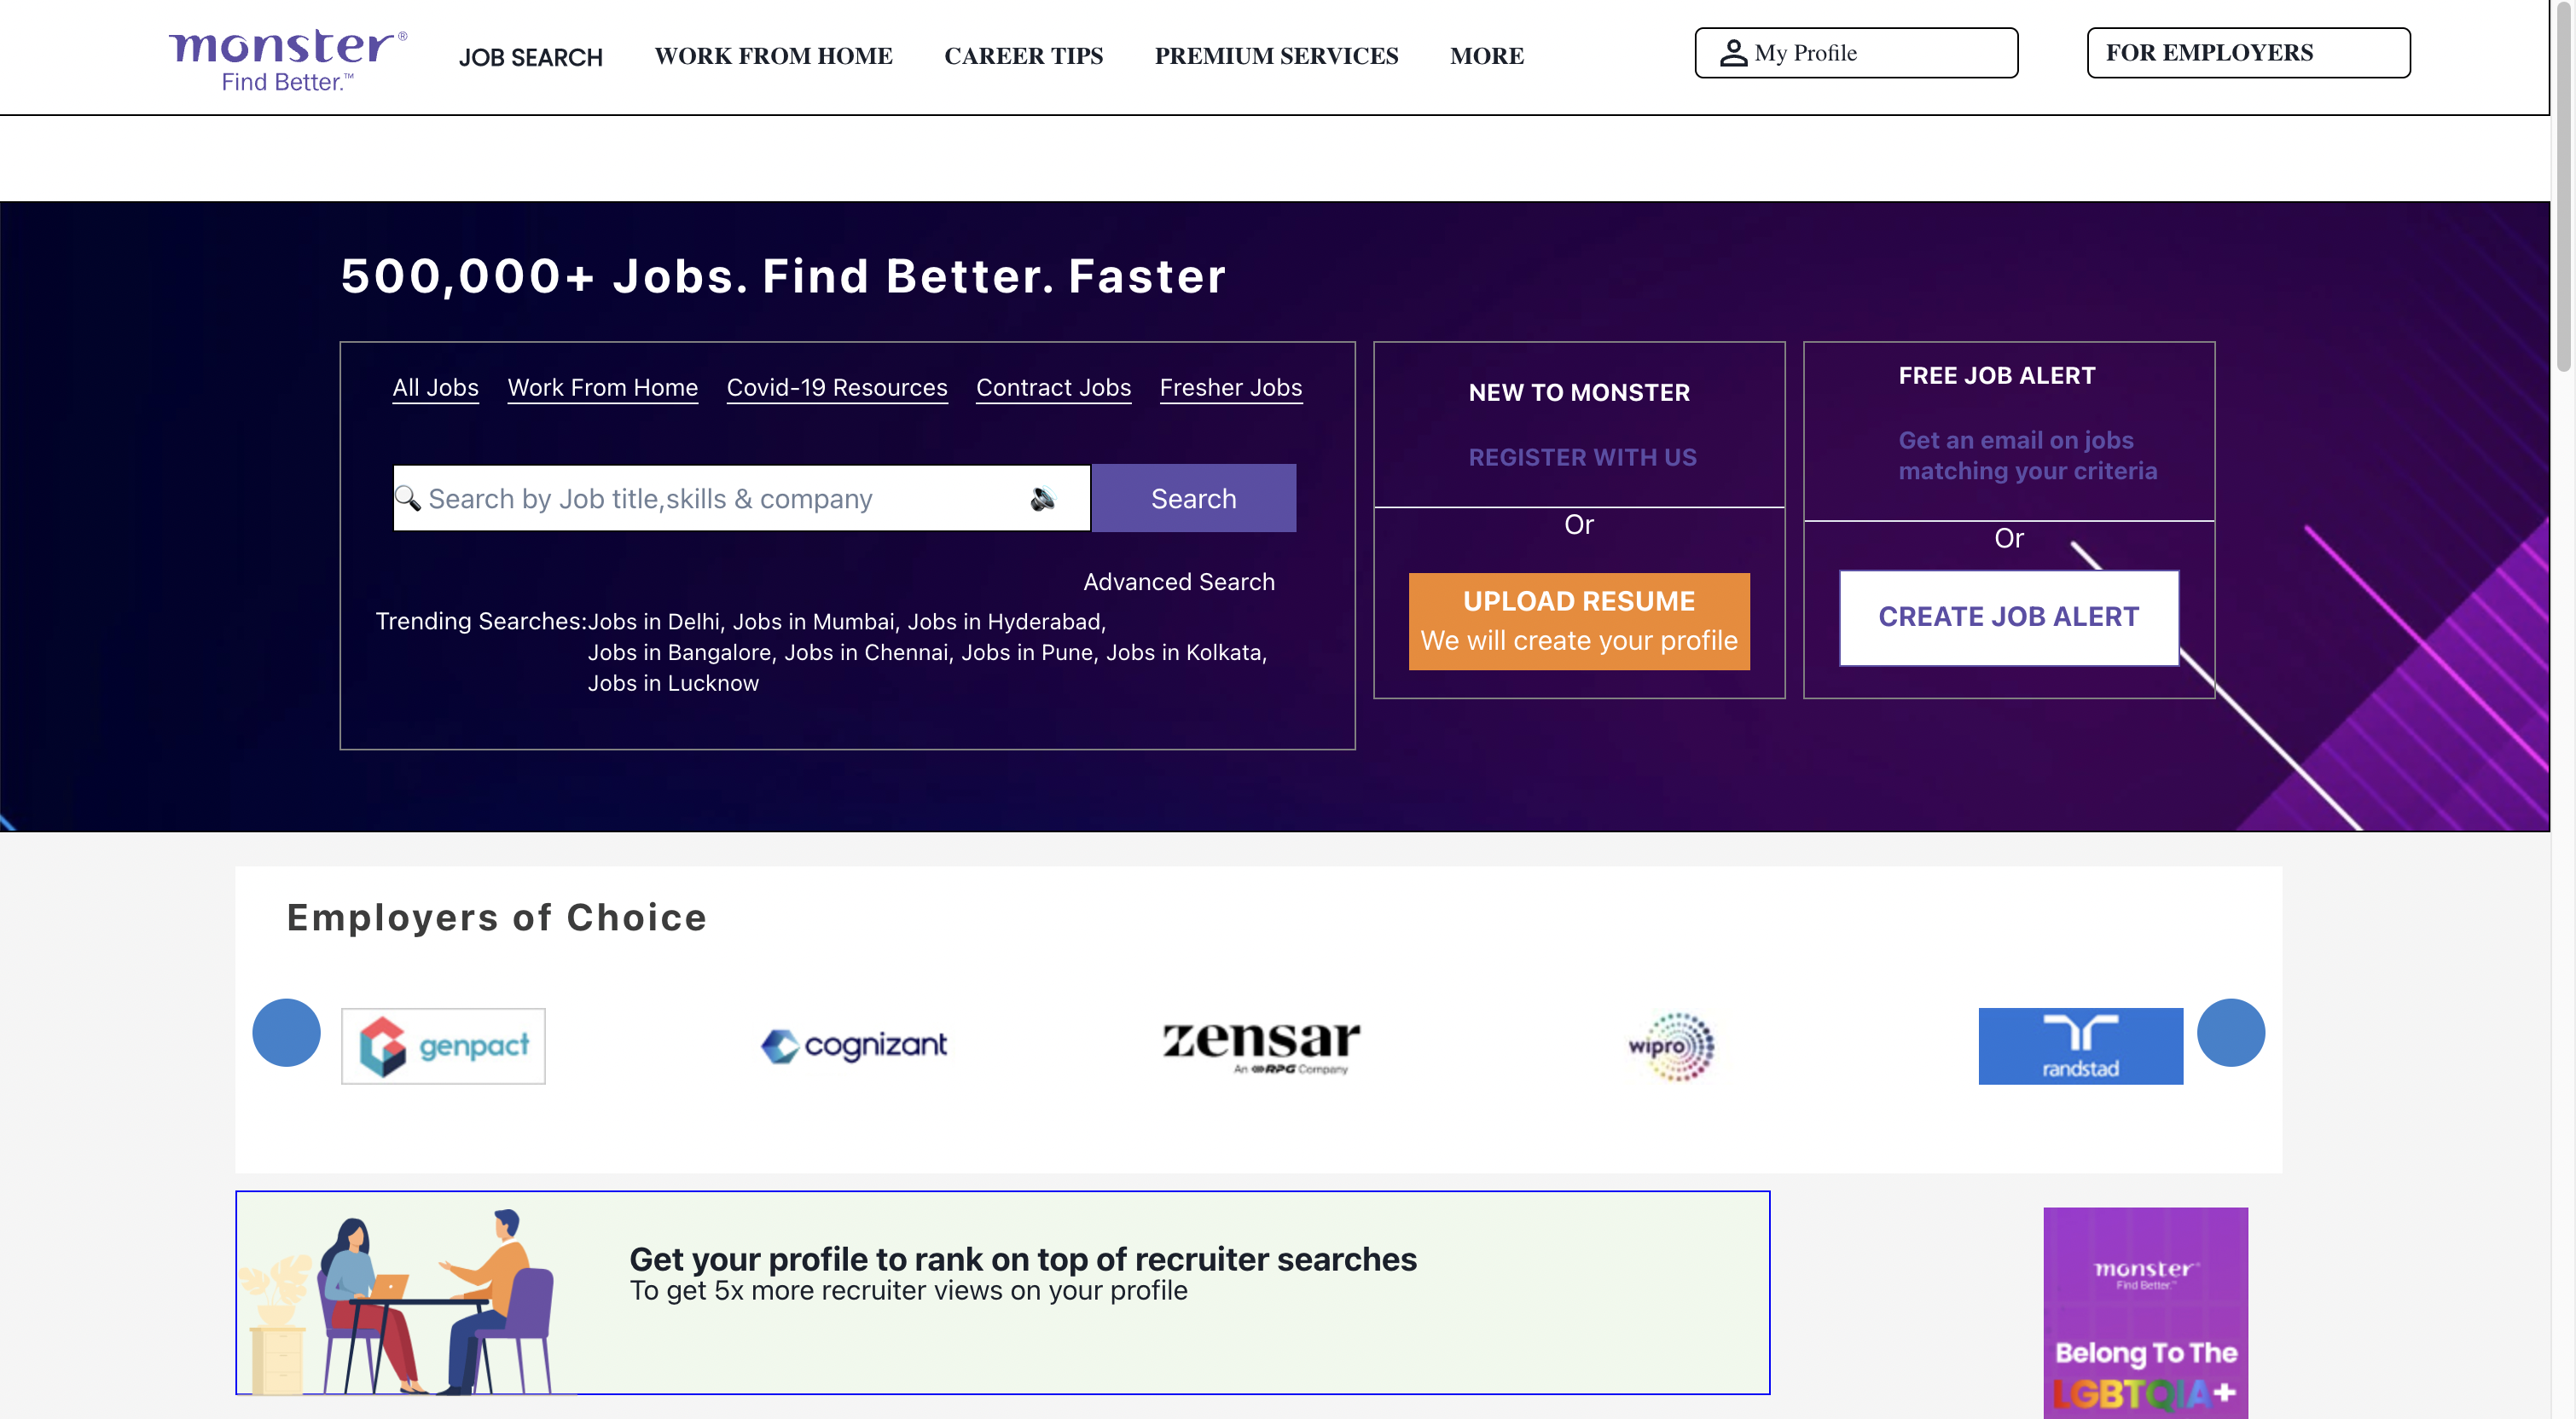 monster®
Find Better.™
JOB SEARCH
WORK FROM HOME
CAREER TIPS
PREMIUM SERVICES
MORE
My Profile
FOR EMPLOYERS
500,000+ Jobs. Find Better. Faster
All Jobs
Work From Home
Covid-19 Resources
Contract Jobs
Fresher Jobs
Search by Job title,skills & company
Search
Advanced Search
Trending Searches:Jobs in Delhi, Jobs in Mumbai, Jobs in Hyderabad,
Jobs in Bangalore, Jobs in Chennai, Jobs in Pune, Jobs in Kolkata,
Jobs in Lucknow
NEW TO MONSTER
REGISTER WITH US
Or
UPLOAD RESUME
We will create your profile
FREE JOB ALERT
Get an email on jobs
matching your criteria
Or
CREATE JOB ALERT
Employers of Choice
genpact
cognizant
zensar
An RPG Company
wipro
randstad
Get your profile to rank on top of recruiter searches
To get 5x more recruiter views on your profile
monster
Find Better.
Belong To The
LGBTQIA+